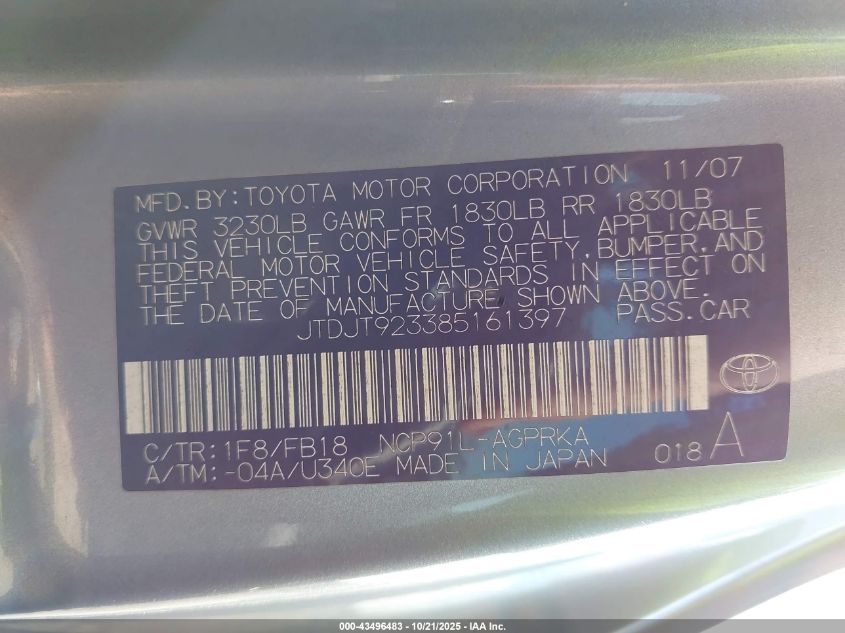 MFD. BY: TOYOTA MOTOR CORPORATION 11/07
GVWR 3230LB GAWR FR 1830LB RR 1830LB
THIS VEHICLE CONFORMS TO ALL APPLICABLE
FEDERAL MOTOR VEHICLE SAFETY, BUMPER, AND
THEFT PREVENTION STANDARDS IN EFFECT ON
THE DATE OF MANUFACTURE SHOWN ABOVE.
JTDJT923385161397 PASS. CAR
C/TR: 1F8/FB18 NCP91L-AGPRKA
A/TM: -04A/U340E MADE IN JAPAN 018 A
000-43496483 - 10/21/2025 - IAA Inc.